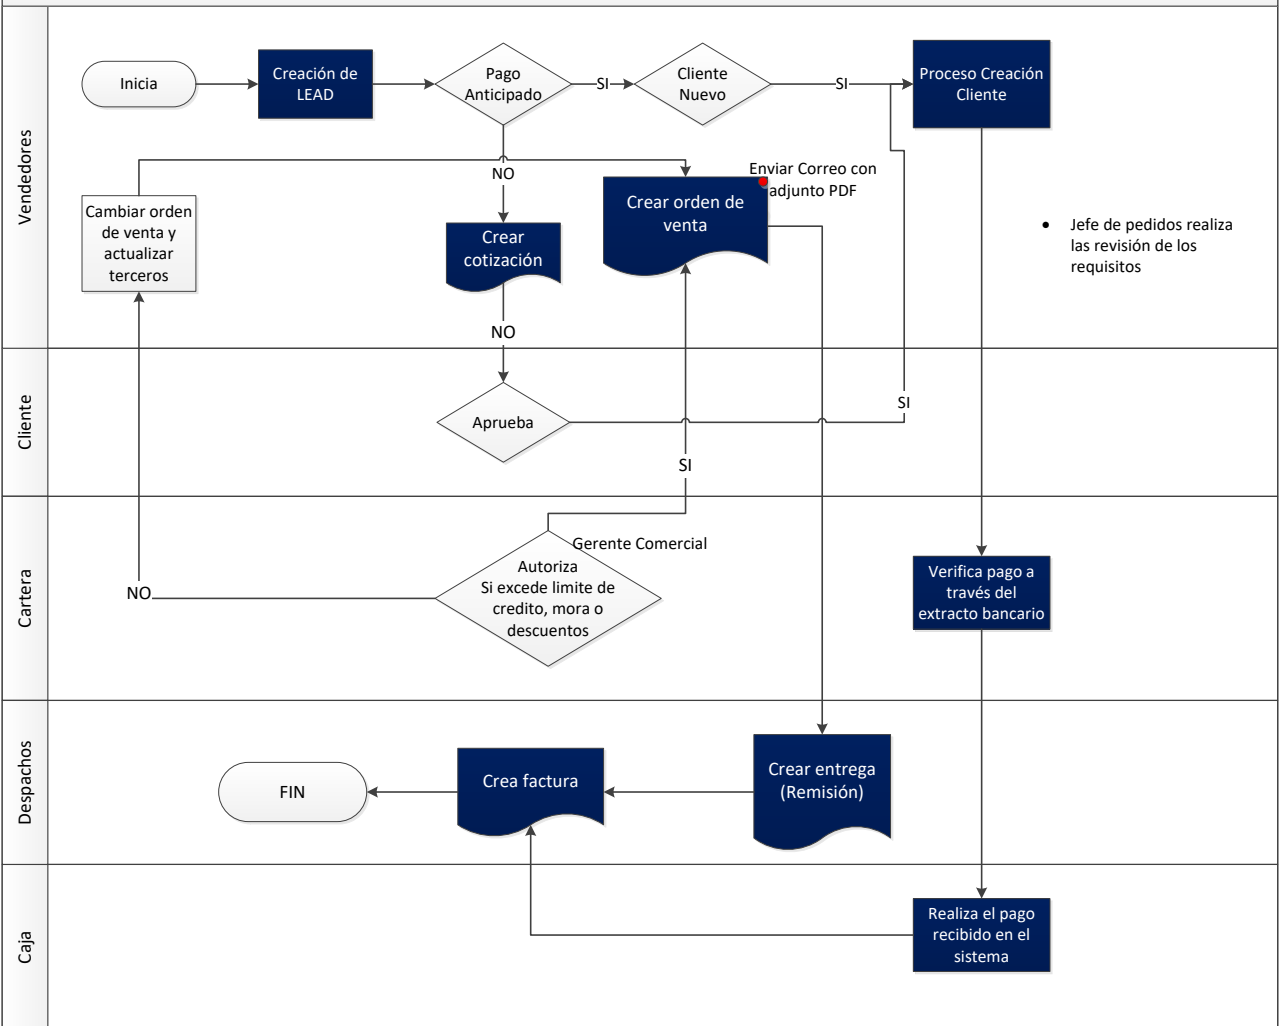 Vendedores
Inicia
Creación de
LEAD
Pago
Anticipado
SI
Cliente
Nuevo
SI
Proceso Creación
Cliente
NO
Enviar Correo con
adjunto PDF
Cambiar orden
de venta y
actualizar
terceros
Crear
cotización
Crear orden de
venta
• Jefe de pedidos realiza
las revisión de los
requisitos
NO
Cliente
Aprueba
SI
SI
Cartera
Gerente Comercial
Autoriza
Si excede limite de
credito, mora o
descuentos
NO
Verifica pago a
través del
extracto bancario
Despachos
FIN
Crea factura
Crear entrega
(Remisión)
Caja
Realiza el pago
recibido en el
sistema